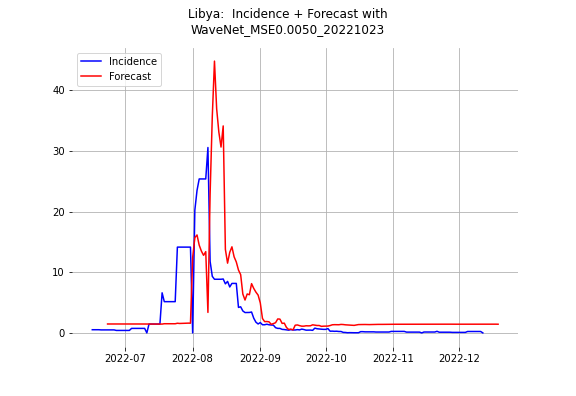 Libya:  Incidence + Forecast with
WaveNet_MSE0.0050_20221023
Incidence
Forecast
40
30
20
10
0
2022-07
2022-08
2022-09
2022-10
2022-11
2022-12